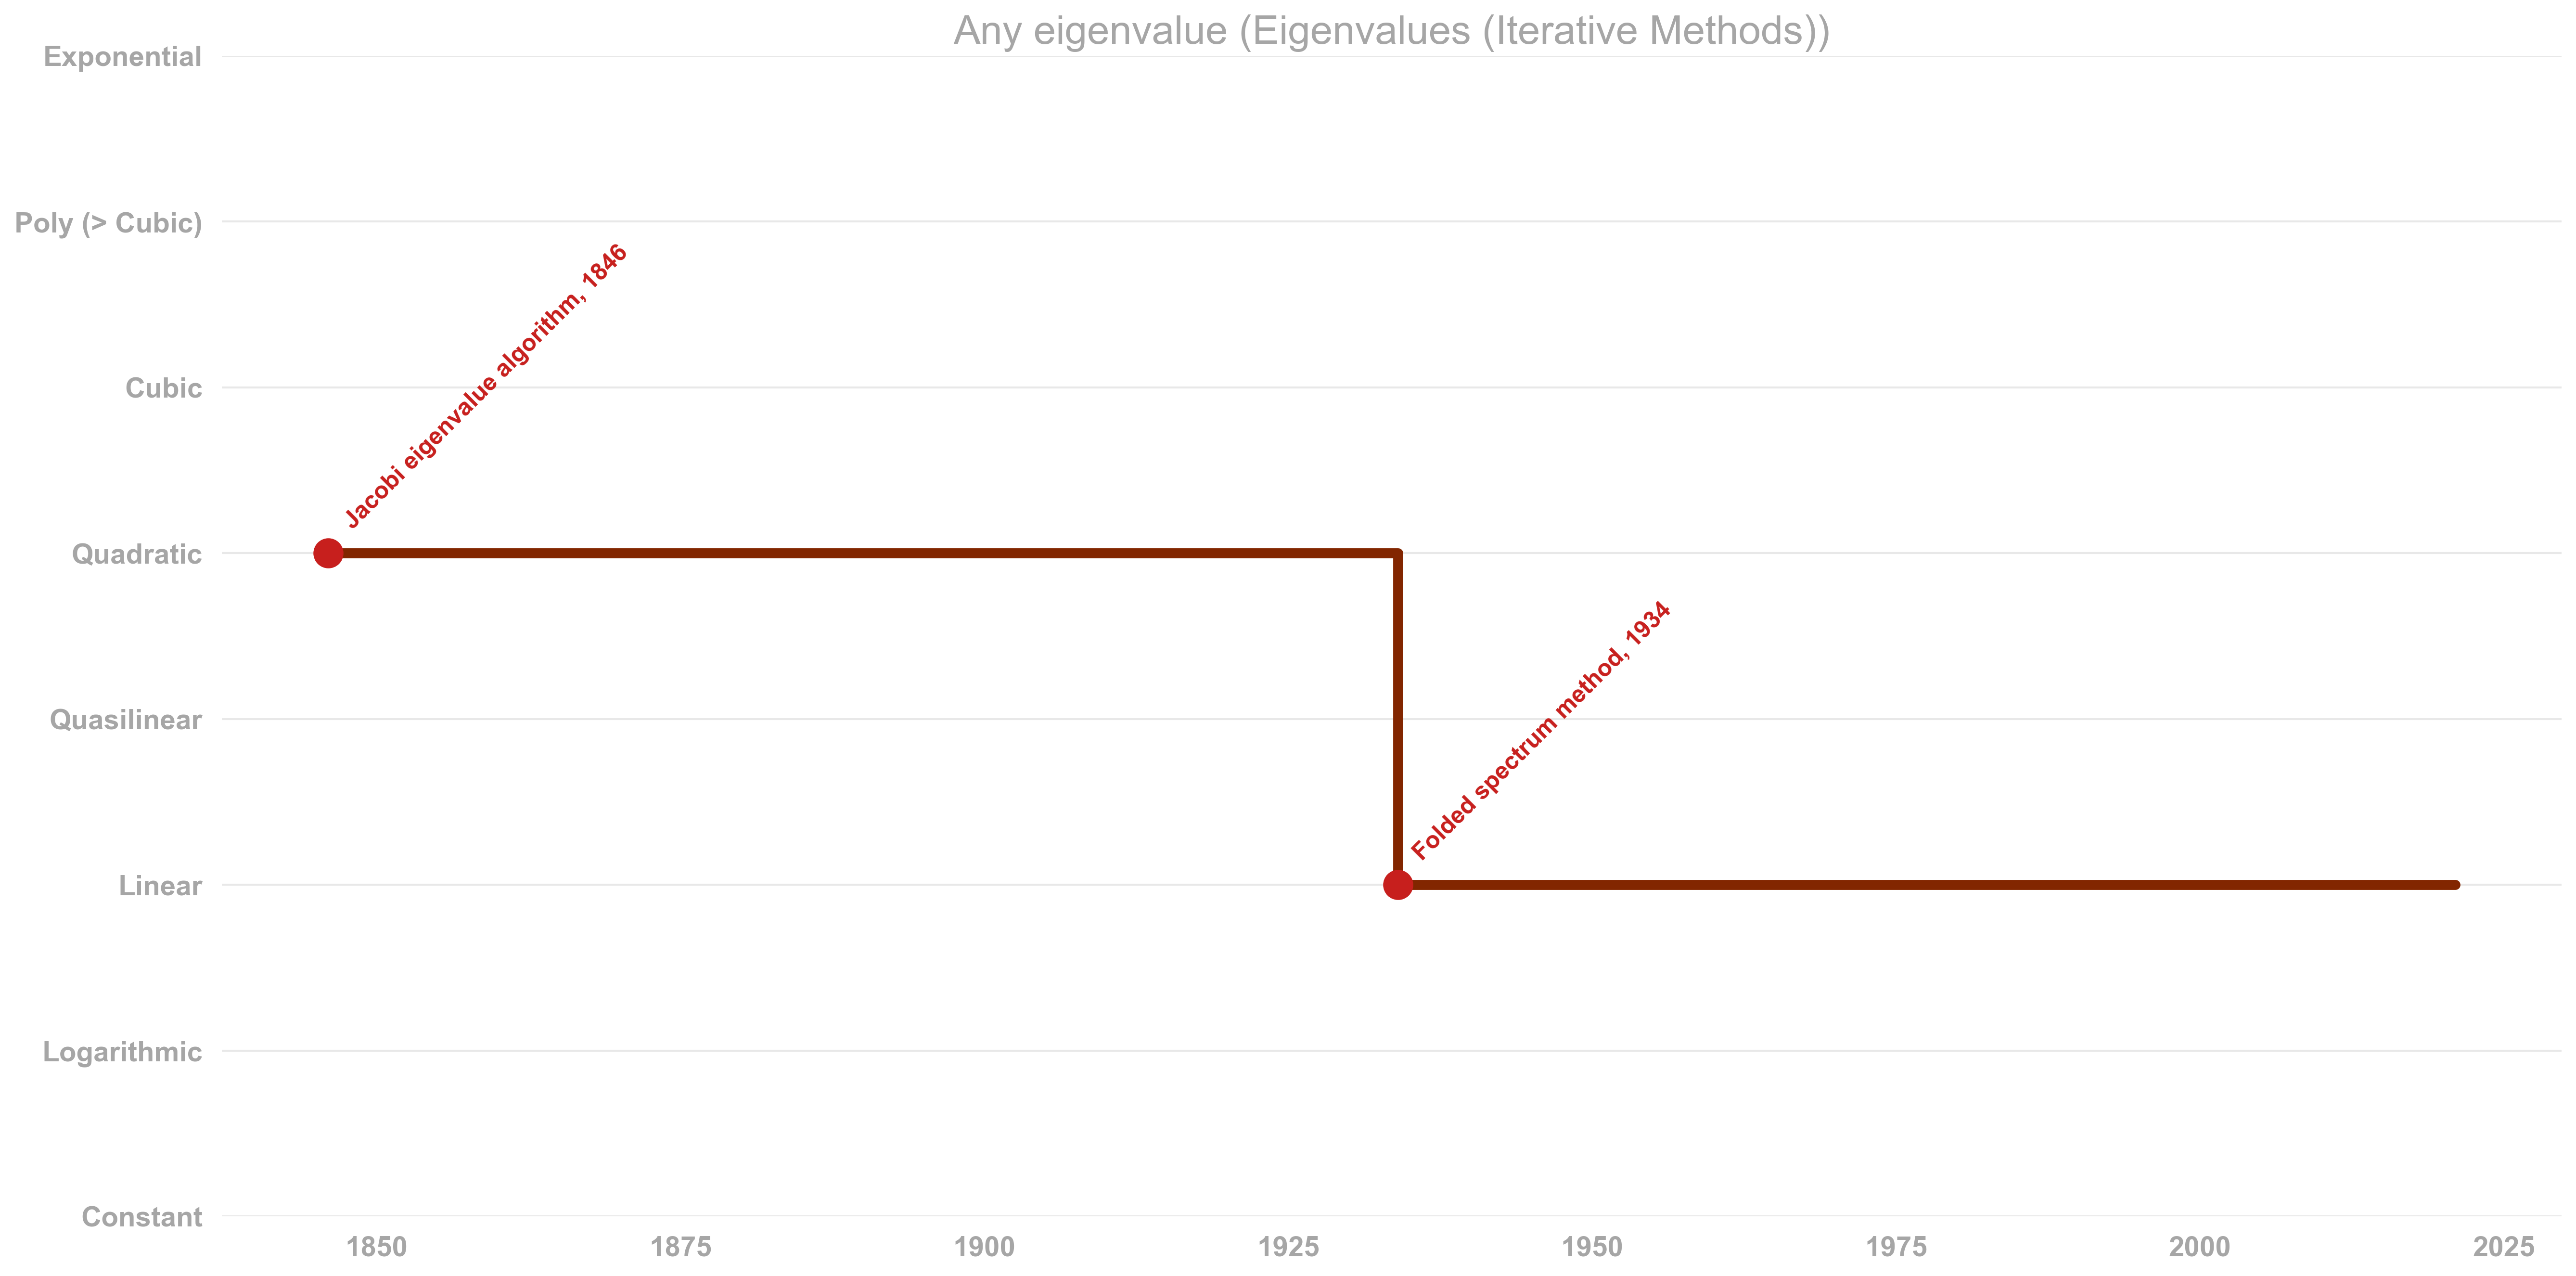 Any eigenvalue (Eigenvalues (Iterative Methods))
Exponential
Poly (> Cubic)
Cubic
Quadratic
Quasilinear
Linear
Logarithmic
Constant
Jacobi eigenvalue algorithm, 1846
Folded spectrum method, 1934
1850
1875
1900
1925
1950
1975
2000
2025